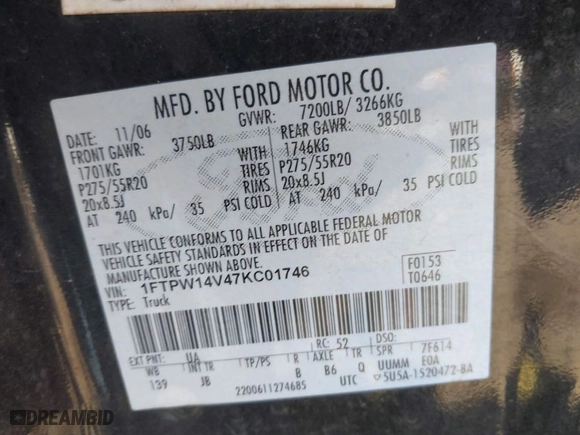 MFD. BY FORD MOTOR CO.
DATE: 11/06 GVWR: 7200LB/ 3266KG
FRONT GAWR: 3750LB REAR GAWR: 3850LB
1701KG WITH 1746KG WITH
P275/55R20 TIRES P275/55R20 TIRES
20x8.5J RIMS 20x8.5J RIMS
AT 240 kPa/ 35 PSI COLD AT 240 kPa/ 35 PSI COLD
THIS VEHICLE CONFORMS TO ALL APPLICABLE FEDERAL MOTOR
VEHICLE SAFETY STANDARDS IN EFFECT ON THE DATE OF
MANUFACTURE SHOWN ABOVE.
VIN: 1FTPW14V47KC01746 F0153
TYPE: Truck T0646
EXT PNT: UA RC: 52 DSO:
WB INT TR TP/PS R AXLE TR SPR 7F614
139 JB B B6 Q UUMM E0A
2200611274685 UTC 5U5A-1520472-BA
Ford
DREAMBID